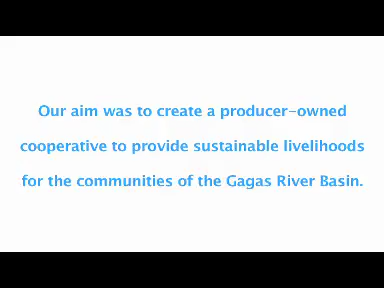 Our aim was to create a producer-owned
cooperative to provide sustainable livelihoods
for the communities of the Gagas River Basin.